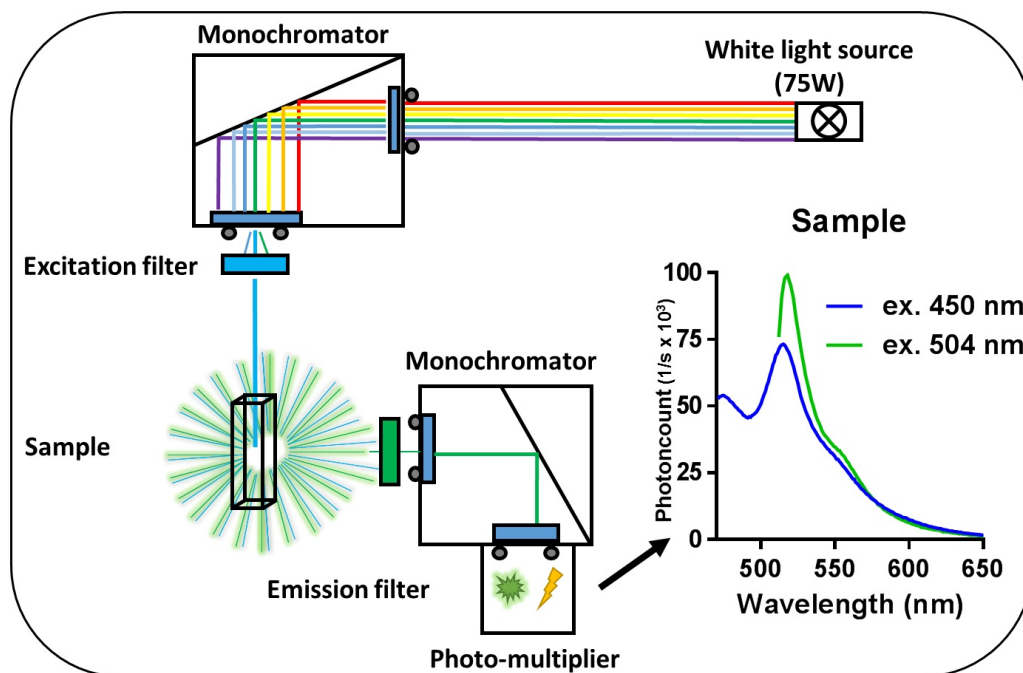 Monochromator
White light source
(75W)
Excitation filter
Sample
Monochromator
Emission filter
Photo-multiplier
Sample
ex. 450 nm
ex. 504 nm
Photoncount (1/s x 10³)
100
75
50
25
0
500 550 600 650
Wavelength (nm)